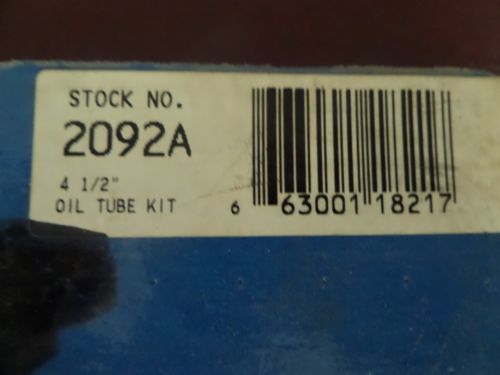 STOCK NO.
2092A
4 1/2"
OIL TUBE KIT
6 63001 18217